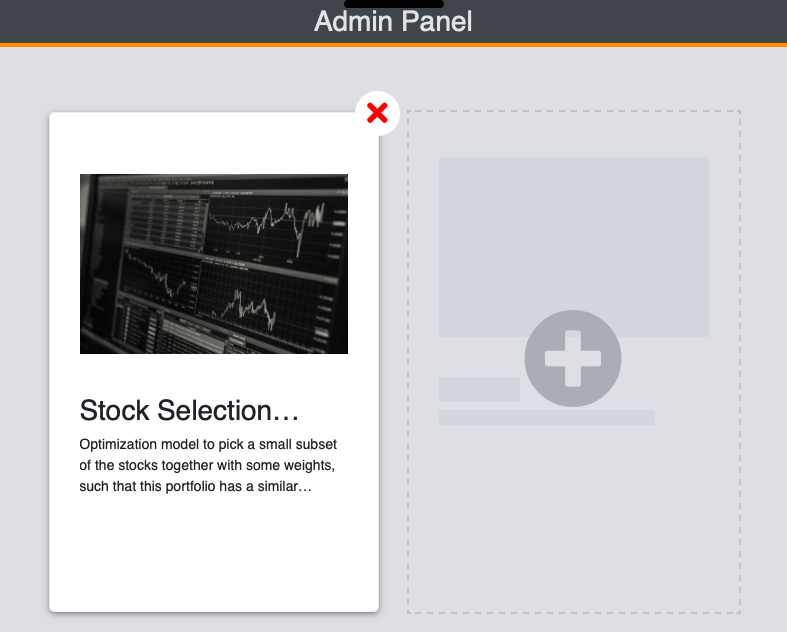 Admin Panel
Stock Selection…
Optimization model to pick a small subset
of the stocks together with some weights,
such that this portfolio has a similar…